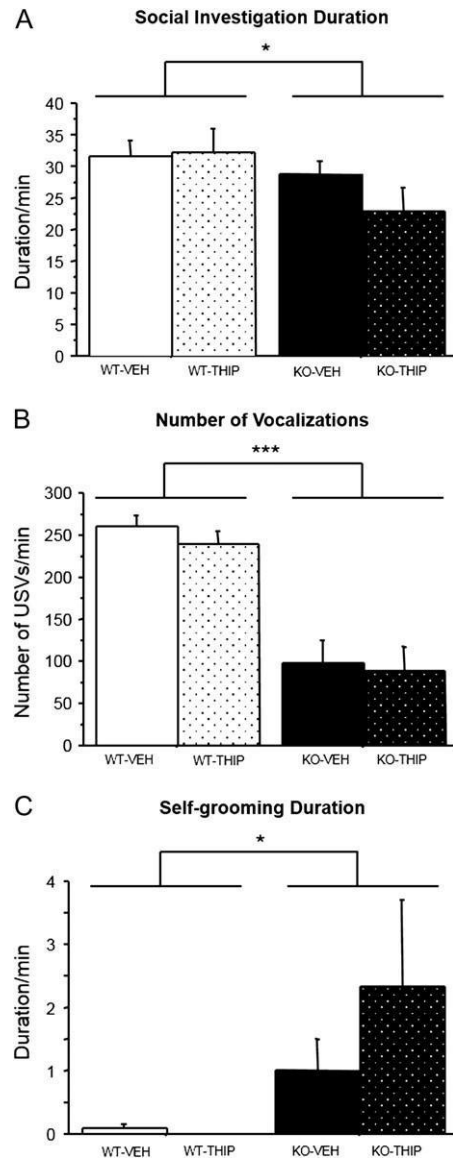 A
Social Investigation Duration
*
40
35
30
25
20
15
10
5
0
Duration/min
WT-VEH WT-THIP KO-VEH KO-THIP
B
Number of Vocalizations
***
300
250
200
150
100
50
0
Number of USVs/min
WT-VEH WT-THIP KO-VEH KO-THIP
C
Self-grooming Duration
*
4
3
2
1
0
Duration/min
WT-VEH WT-THIP KO-VEH KO-THIP